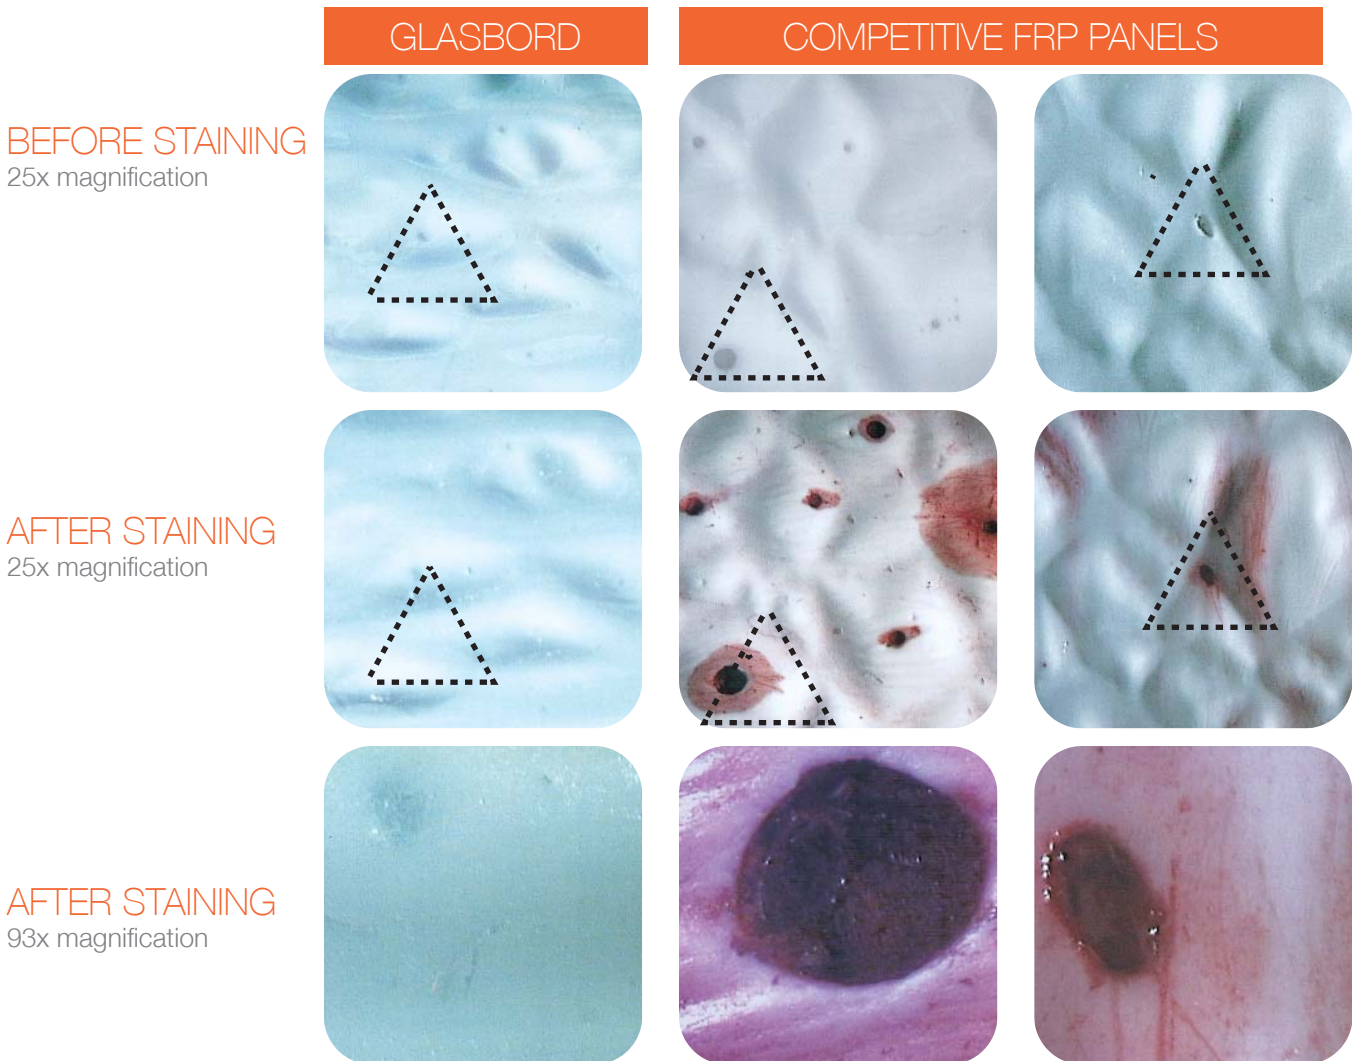 GLASBORD
COMPETITIVE FRP PANELS
BEFORE STAINING
25x magnification
AFTER STAINING
25x magnification
AFTER STAINING
93x magnification